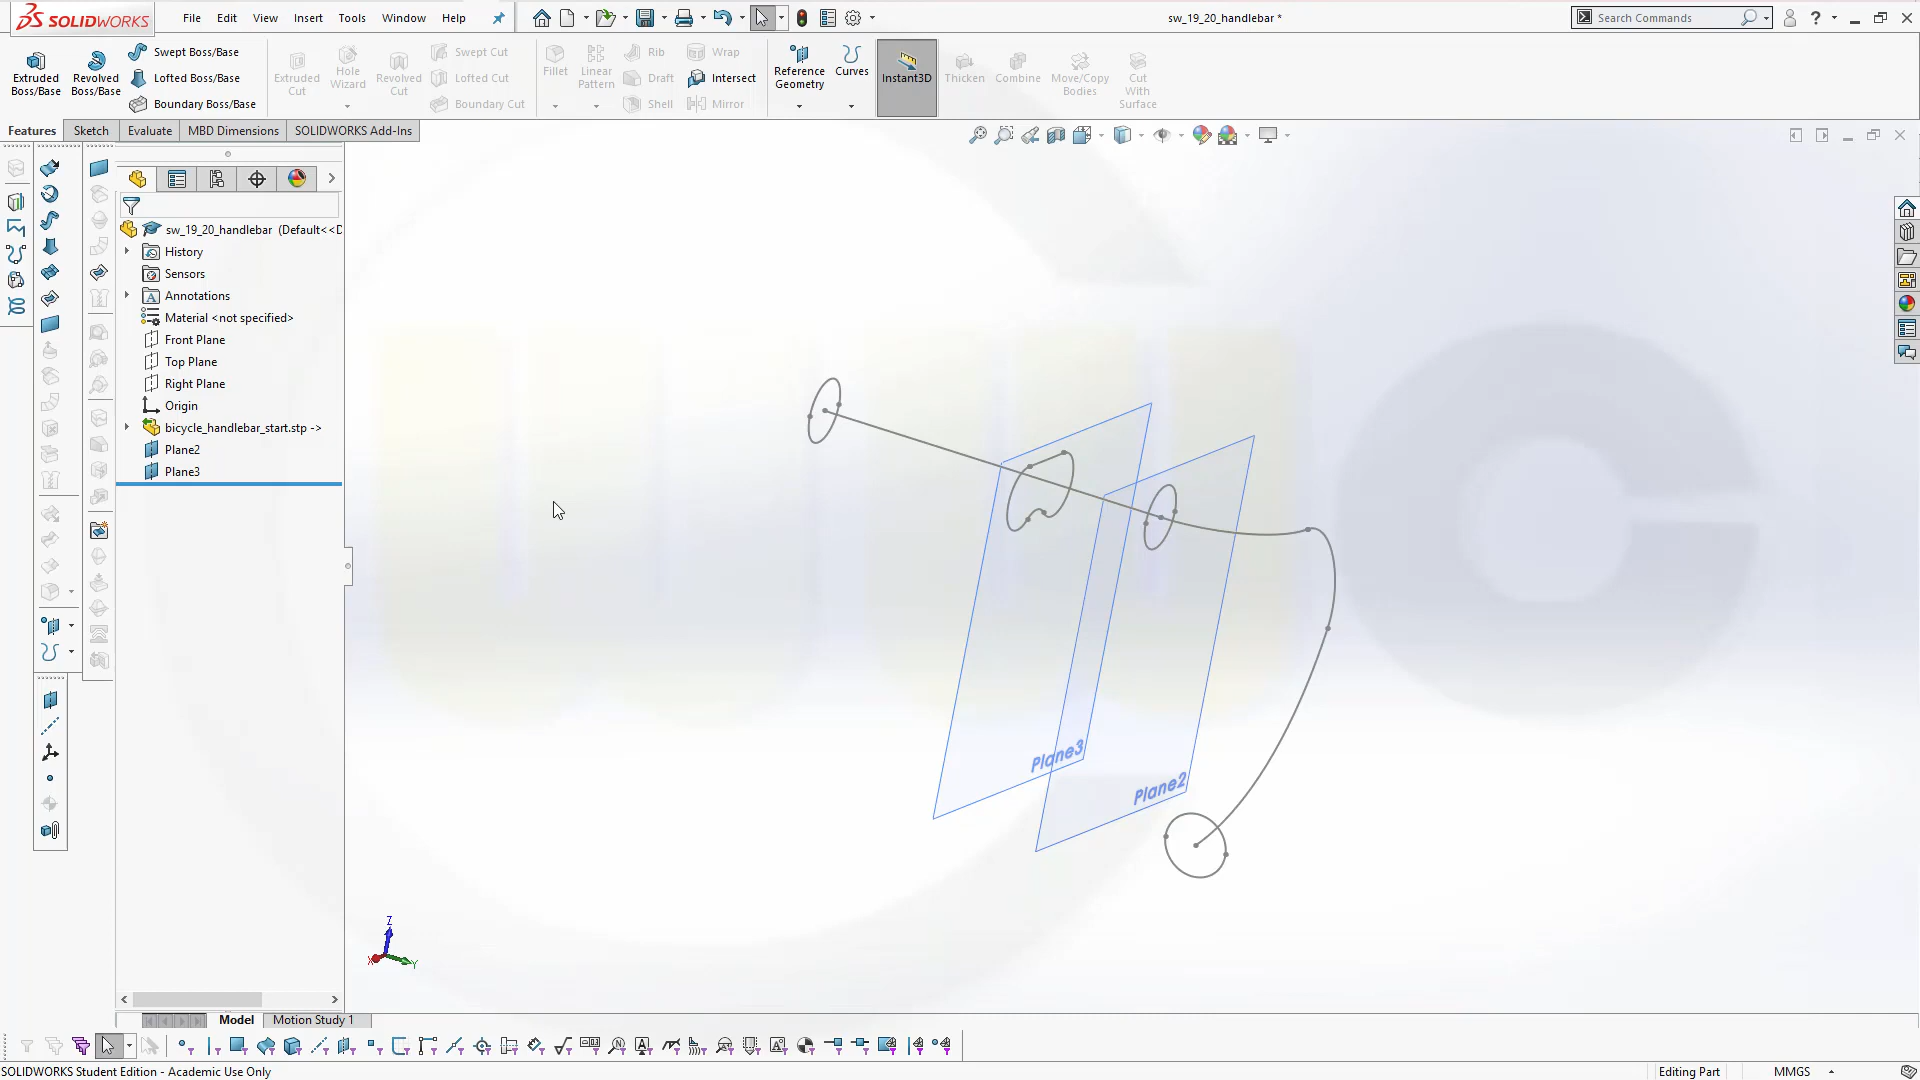 SOLIDWORKS
File Edit View Insert Tools Window Help
sw_19_20_handlebar *
Search Commands
Extruded Boss/Base
Revolved Boss/Base
Swept Boss/Base
Lofted Boss/Base
Boundary Boss/Base
Extruded Cut
Hole Wizard
Revolved Cut
Swept Cut
Lofted Cut
Boundary Cut
Fillet
Linear Pattern
Rib
Draft
Shell
Wrap
Intersect
Mirror
Reference Geometry
Curves
Instant3D
Thicken
Combine
Move/Copy Bodies
Cut With Surface
Features Sketch Evaluate MBD Dimensions SOLIDWORKS Add-Ins
sw_19_20_handlebar (Default<<D
History
Sensors
Annotations
Material <not specified>
Front Plane
Top Plane
Right Plane
Origin
bicycle_handlebar_start.stp ->
Plane2
Plane3
Plane3
Plane2
Z
X
Y
Model Motion Study 1
SOLIDWORKS Student Edition - Academic Use Only
Editing Part
MMGS